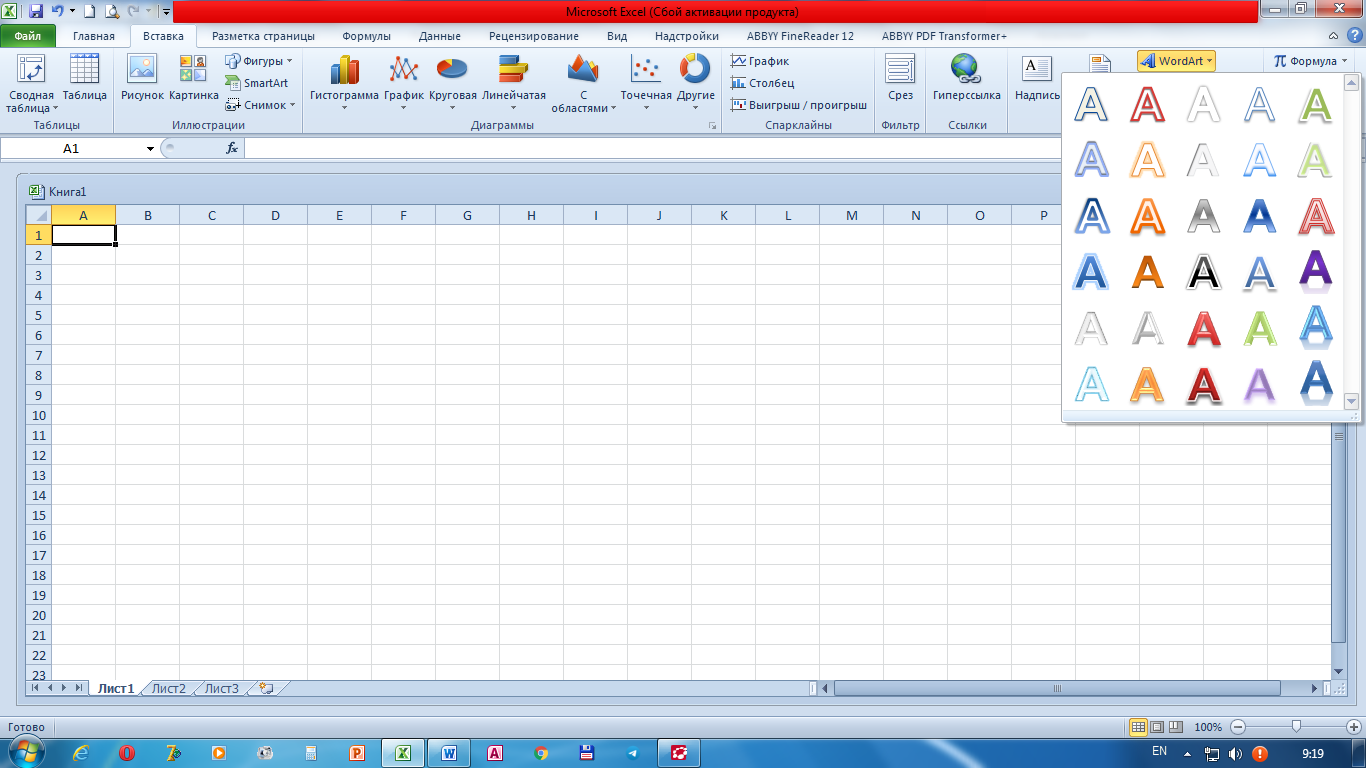 Microsoft Excel (Сбой активации продукта)
Файл Главная Вставка Разметка страницы Формулы Данные Рецензирование Вид Надстройки ABBYY FineReader 12 ABBYY PDF Transformer+
Сводная таблица
Таблица
Таблицы
Рисунок
Картинка
Фигуры
SmartArt
Снимок
Иллюстрации
Гистограмма
График
Круговая
Линейчатая
С областями
Точечная
Другие
Диаграммы
График
Столбец
Выигрыш / проигрыш
Спарклайны
Срез
Фильтр
Гиперссылка
Ссылки
Надпись
WordArt
π Формула
A1
fx
Книга1
A B C D E F G H I J K L M N O P
1
2
3
4
5
6
7
8
9
10
11
12
13
14
15
16
17
18
19
20
21
22
23
Лист1 Лист2 Лист3
Готово
100%
EN
9:19